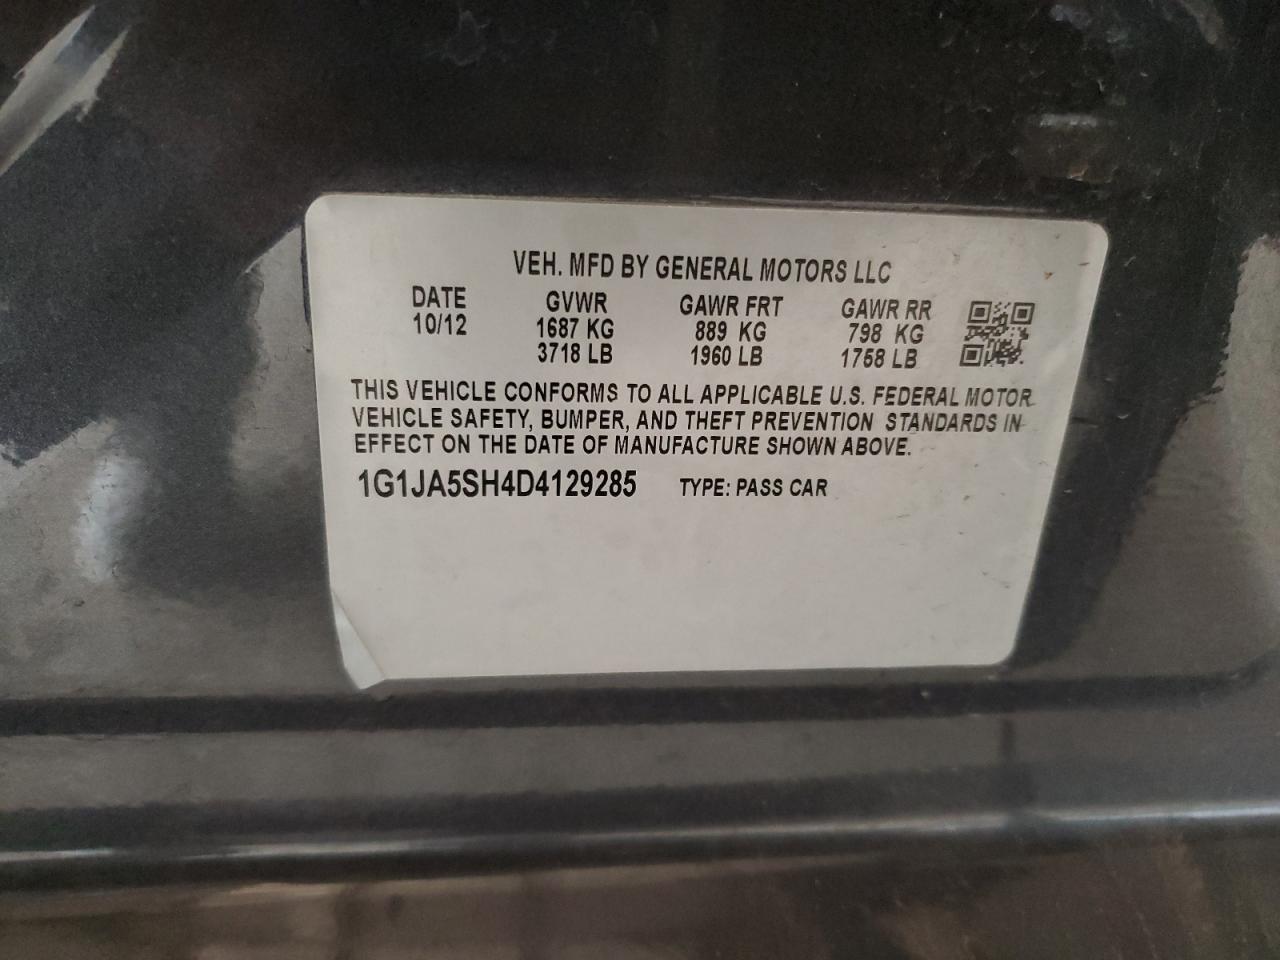 VEH. MFD BY GENERAL MOTORS LLC
DATE GVWR GAWR FRT GAWR RR
10/12 1687 KG 889 KG 798 KG
3718 LB 1960 LB 1758 LB
THIS VEHICLE CONFORMS TO ALL APPLICABLE U.S. FEDERAL MOTOR
VEHICLE SAFETY, BUMPER, AND THEFT PREVENTION STANDARDS IN
EFFECT ON THE DATE OF MANUFACTURE SHOWN ABOVE.
1G1JA5SH4D4129285 TYPE: PASS CAR